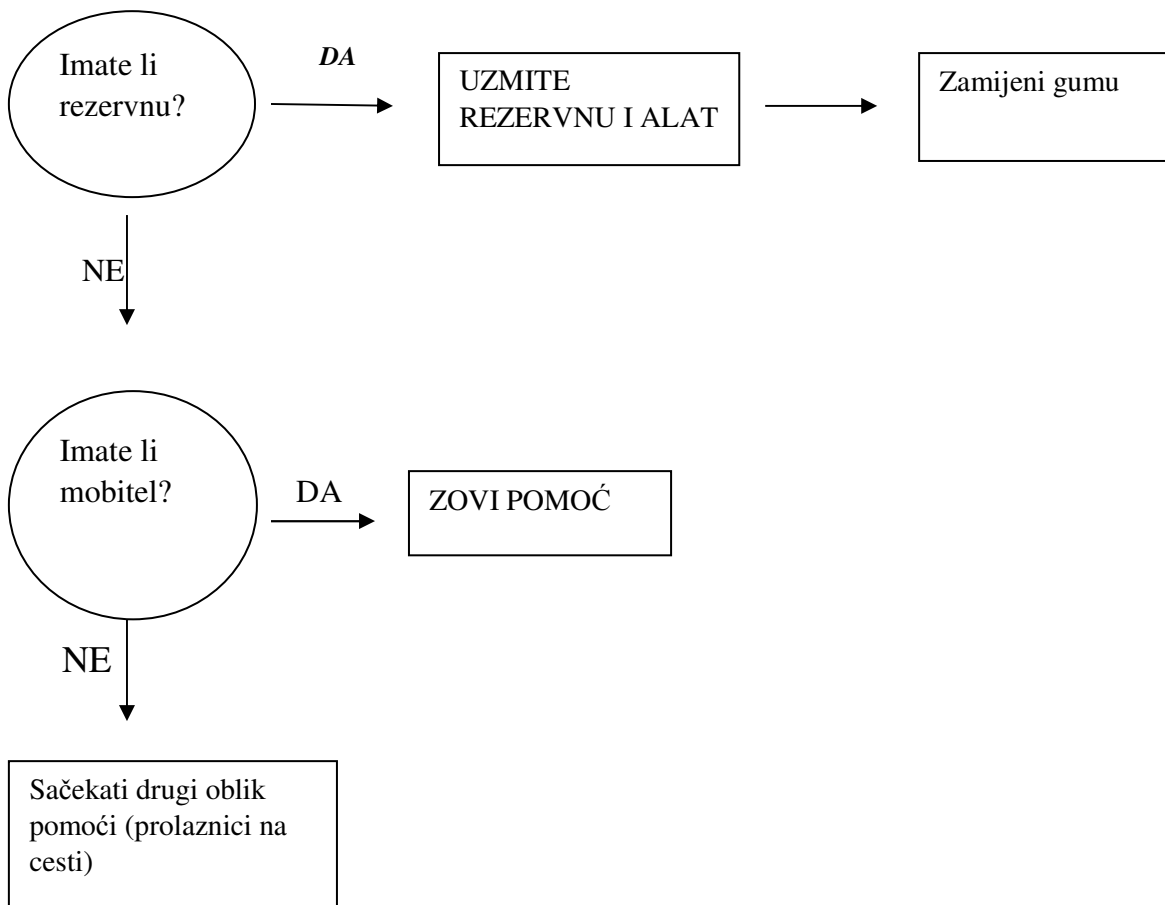 Imate li
rezervnu?
DA
UZMITE
REZERVNU I ALAT
Zamijeni gumu
NE
Imate li
mobitel?
DA
ZOVI POMOĆ
NE
Sačekati drugi oblik
pomoći (prolaznici na
cesti)